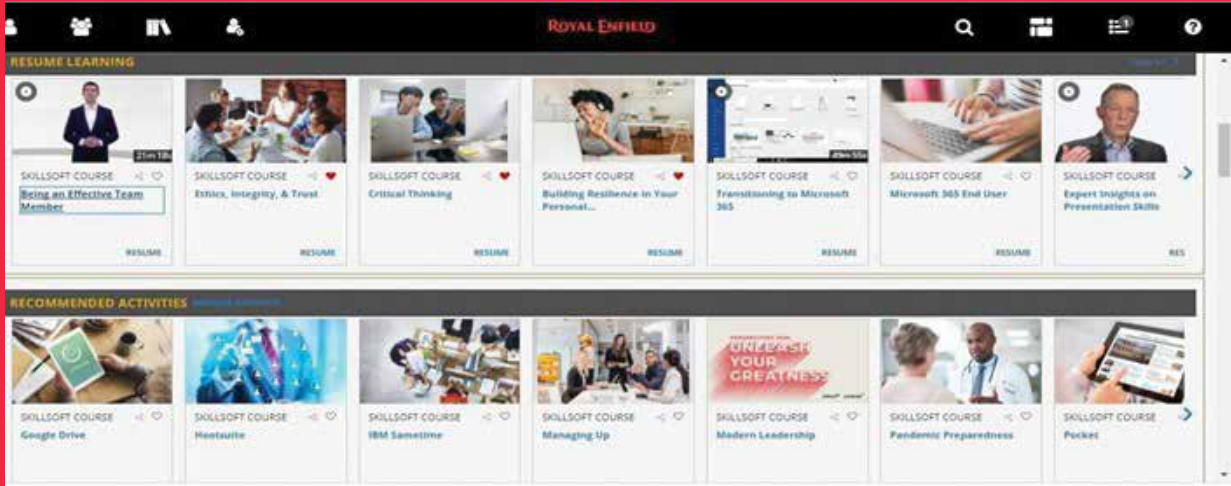 ROYAL ENFIELD
1
RESUME LEARNING
21m 18s
49m 55s
SKILLSOFT COURSE
Being an Effective Team
Member
RESUME
SKILLSOFT COURSE
Ethics, Integrity, & Trust
RESUME
SKILLSOFT COURSE
Critical Thinking
RESUME
SKILLSOFT COURSE
Building Resilience in Your
Personal...
RESUME
SKILLSOFT COURSE
Transitioning to Microsoft
365
RESUME
SKILLSOFT COURSE
Microsoft 365 End User
RESUME
SKILLSOFT COURSE
Expert Insights on
Presentation Skills
RES
RECOMMENDED ACTIVITIES
UNLEASH
YOUR
GREATNESS
SKILLSOFT COURSE
Google Drive
SKILLSOFT COURSE
Hootsuite
SKILLSOFT COURSE
IBM Sametime
SKILLSOFT COURSE
Managing Up
SKILLSOFT COURSE
Modern Leadership
SKILLSOFT COURSE
Pandemic Preparedness
SKILLSOFT COURSE
Pocket